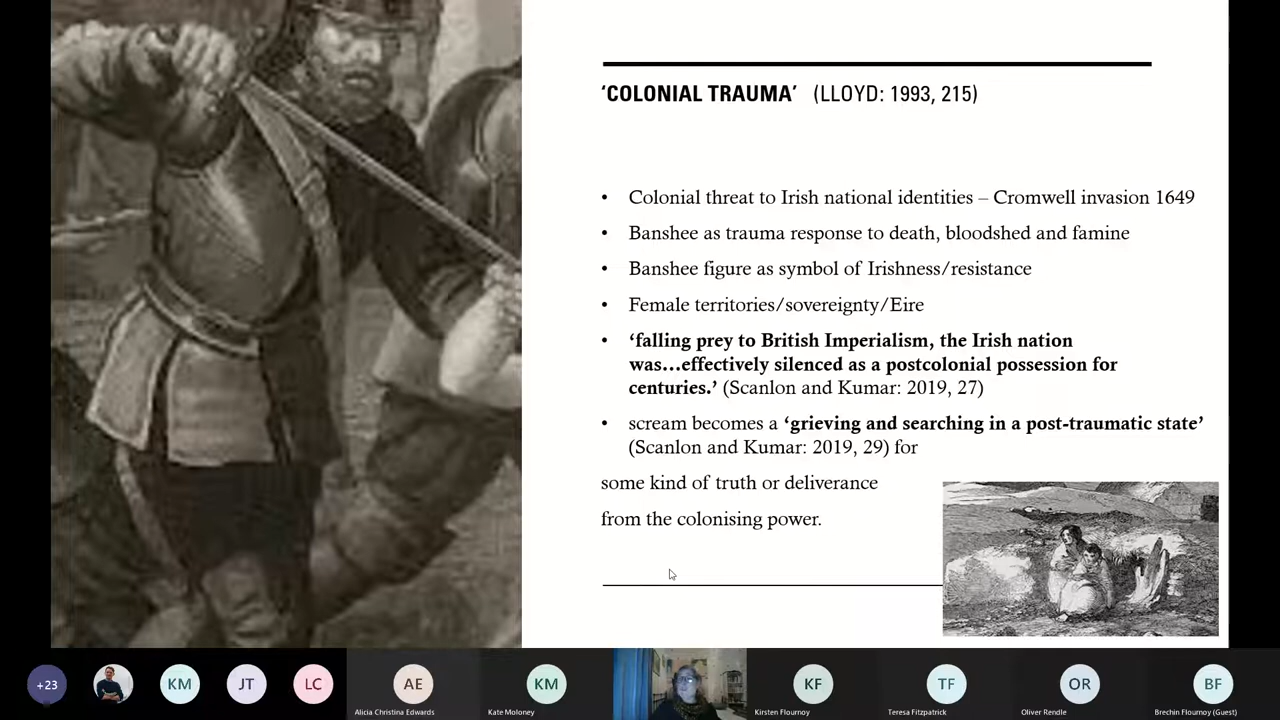 ‘COLONIAL TRAUMA’ (LLOYD: 1993, 215)
• Colonial threat to Irish national identities – Cromwell invasion 1649
• Banshee as trauma response to death, bloodshed and famine
• Banshee figure as symbol of Irishness/resistance
• Female territories/sovereignty/Eire
• ‘falling prey to British Imperialism, the Irish nation
was…effectively silenced as a postcolonial possession for
centuries.’ (Scanlon and Kumar: 2019, 27)
• scream becomes a ‘grieving and searching in a post-traumatic state’
(Scanlon and Kumar: 2019, 29) for
some kind of truth or deliverance
from the colonising power.
+23 KM JT LC AE KM KF TF OR BF
Alicia Christina Edwards Kate Moloney Kirsten Flournoy Teresa Fitzpatrick Oliver Rendle Brechin Flournoy (Guest)